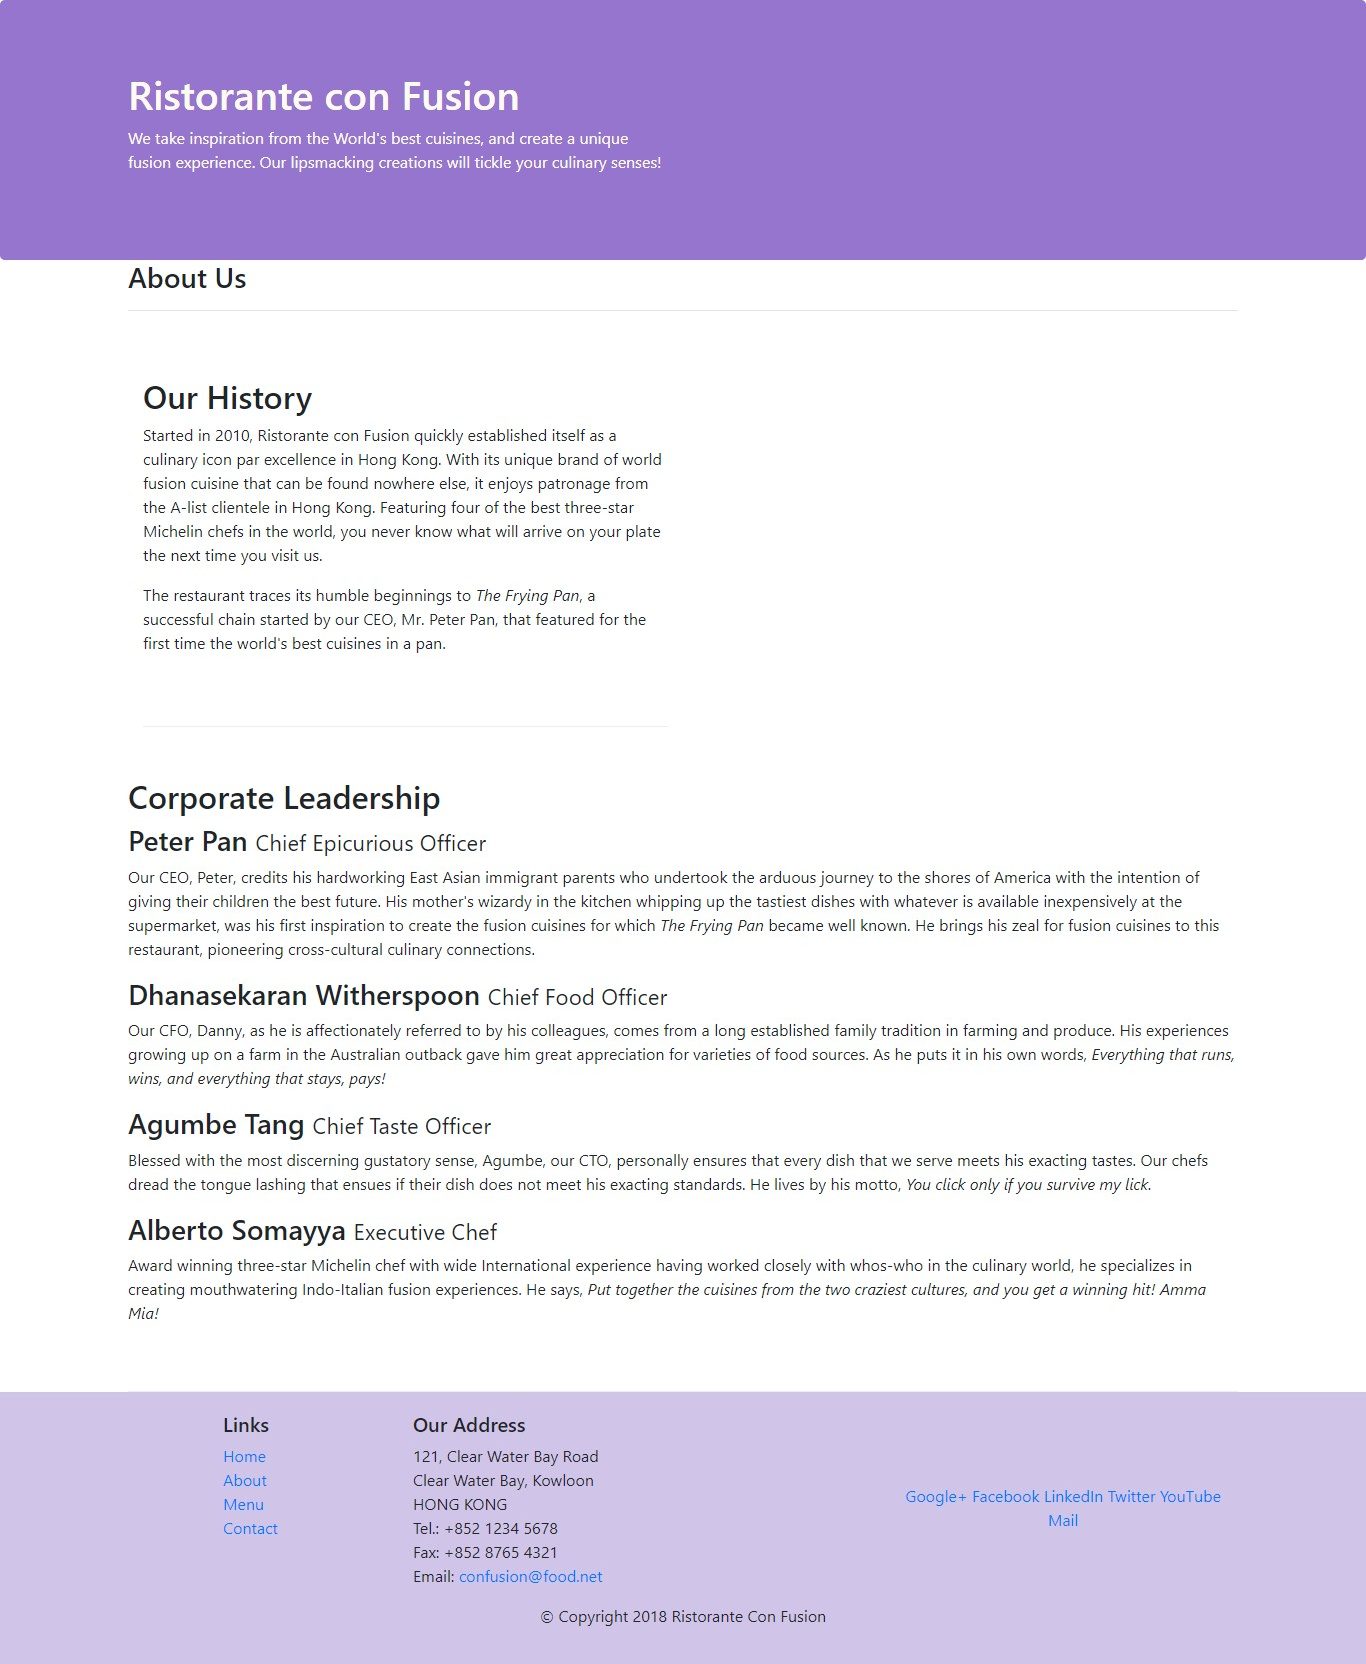 Ristorante con Fusion
We take inspiration from the World's best cuisines, and create a unique
fusion experience. Our lipsmacking creations will tickle your culinary senses!
About Us
Our History
Started in 2010, Ristorante con Fusion quickly established itself as a
culinary icon par excellence in Hong Kong. With its unique brand of world
fusion cuisine that can be found nowhere else, it enjoys patronage from
the A-list clientele in Hong Kong. Featuring four of the best three-star
Michelin chefs in the world, you never know what will arrive on your plate
the next time you visit us.
The restaurant traces its humble beginnings to The Frying Pan, a
successful chain started by our CEO, Mr. Peter Pan, that featured for the
first time the world's best cuisines in a pan.
Corporate Leadership
Peter Pan Chief Epicurious Officer
Our CEO, Peter, credits his hardworking East Asian immigrant parents who undertook the arduous journey to the shores of America with the intention of
giving their children the best future. His mother's wizardy in the kitchen whipping up the tastiest dishes with whatever is available inexpensively at the
supermarket, was his first inspiration to create the fusion cuisines for which The Frying Pan became well known. He brings his zeal for fusion cuisines to this
restaurant, pioneering cross-cultural culinary connections.
Dhanasekaran Witherspoon Chief Food Officer
Our CFO, Danny, as he is affectionately referred to by his colleagues, comes from a long established family tradition in farming and produce. His experiences
growing up on a farm in the Australian outback gave him great appreciation for varieties of food sources. As he puts it in his own words, Everything that runs,
wins, and everything that stays, pays!
Agumbe Tang Chief Taste Officer
Blessed with the most discerning gustatory sense, Agumbe, our CTO, personally ensures that every dish that we serve meets his exacting tastes. Our chefs
dread the tongue lashing that ensues if their dish does not meet his exacting standards. He lives by his motto, You click only if you survive my lick.
Alberto Somayya Executive Chef
Award winning three-star Michelin chef with wide International experience having worked closely with whos-who in the culinary world, he specializes in
creating mouthwatering Indo-Italian fusion experiences. He says, Put together the cuisines from the two craziest cultures, and you get a winning hit! Amma
Mia!
Links
Home
About
Menu
Contact
Our Address
121, Clear Water Bay Road
Clear Water Bay, Kowloon
HONG KONG
Tel.: +852 1234 5678
Fax: +852 8765 4321
Email: confusion@food.net
Google+ Facebook LinkedIn Twitter YouTube
Mail
© Copyright 2018 Ristorante Con Fusion